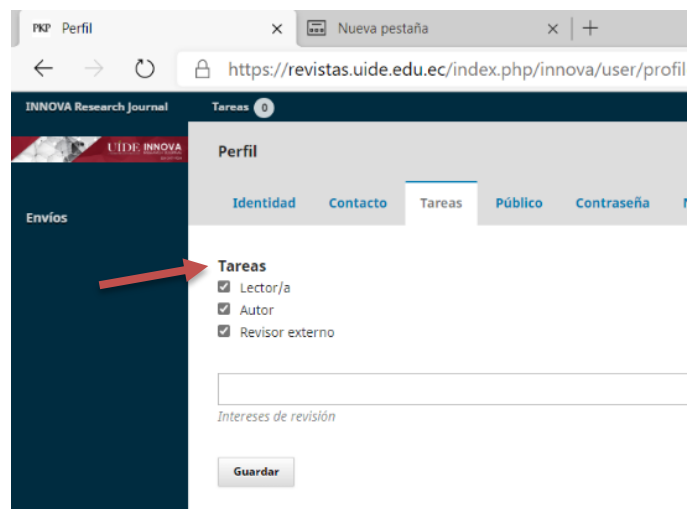 PKP Perfil
Nueva pestaña
https://revistas.uide.edu.ec/index.php/innova/user/profil
INNOVA Research Journal
Tareas 0
UIDE INNOVA
Perfil
Identidad Contacto Tareas Público Contraseña
Envíos
Tareas
Lector/a
Autor
Revisor externo
Intereses de revisión
Guardar